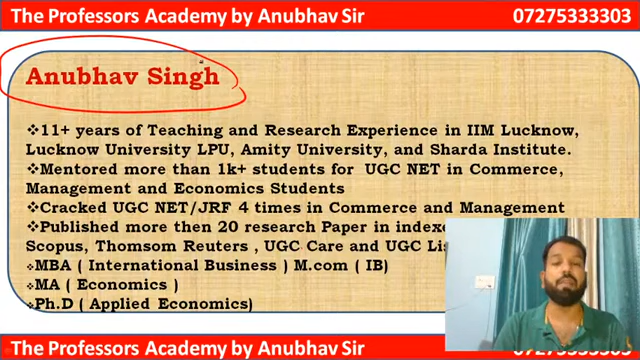 The Professors Academy by Anubhav Sir 07275333303
Anubhav Singh
❖11+ years of Teaching and Research Experience in IIM Lucknow,
Lucknow University LPU, Amity University, and Sharda Institute.
❖Mentored more than 1k+ students for UGC NET in Commerce,
Management and Economics Students
❖Cracked UGC NET/JRF 4 times in Commerce and Management
❖Published more then 20 research Paper in indexe
Scopus, Thomsom Reuters , UGC Care and UGC Lis
❖MBA ( International Business ) M.com ( IB)
❖MA ( Economics )
❖Ph.D ( Applied Economics)
The Professors Academy by Anubhav Sir 07275333303